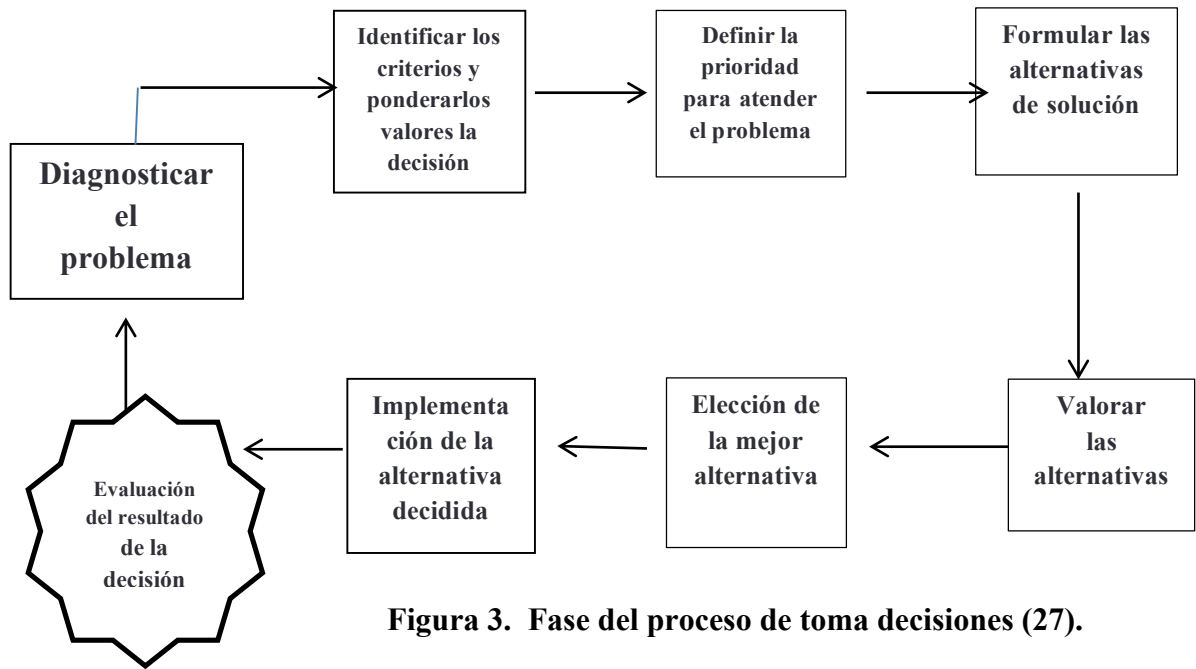 Identificar los
criterios y
ponderarlos
valores la
decisión
Definir la
prioridad
para atender
el problema
Formular las
alternativas
de solución
Diagnosticar
el
problema
Valorar
las
alternativas
Elección de
la mejor
alternativa
Implementa
ción de la
alternativa
decidida
Evaluación
del resultado
de la
decisión
Figura 3. Fase del proceso de toma decisiones (27).